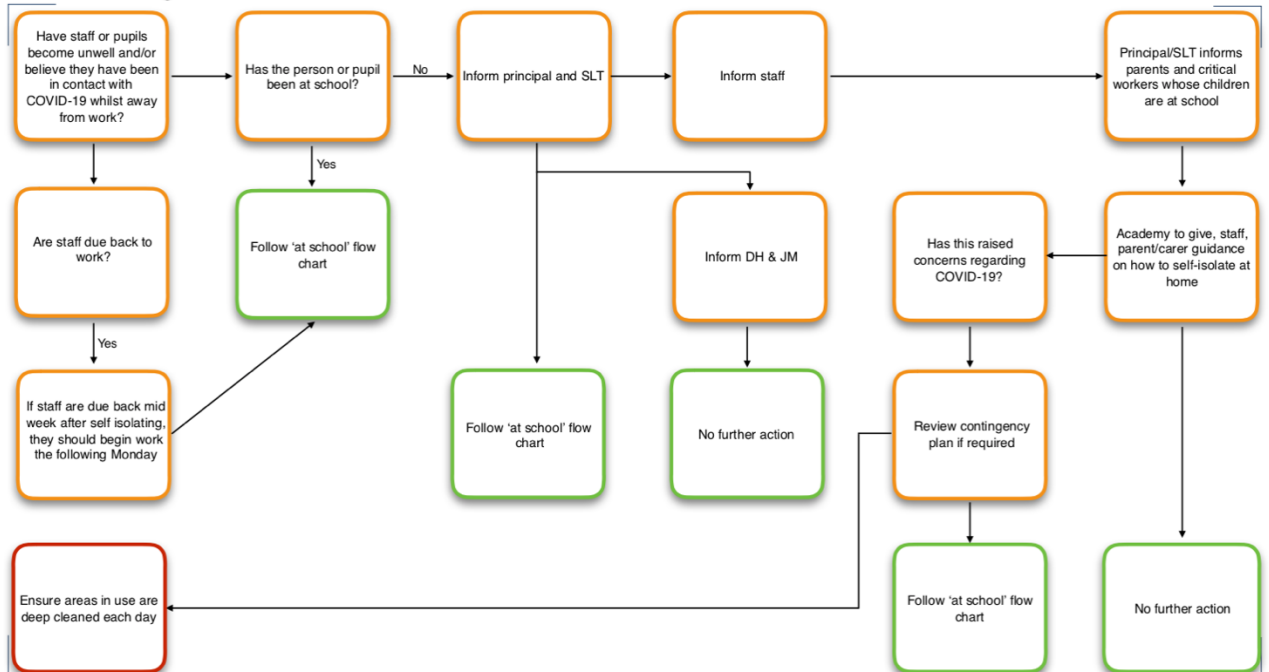 Have staff or pupils
become unwell and/or
believe they have been
in contact with
COVID-19 whilst away
from work?
Has the person or pupil
been at school?
No
Inform principal and SLT
Inform staff
Principal/SLT informs
parents and critical
workers whose children
are at school
Yes
Are staff due back to
work?
Follow ‘at school’ flow
chart
Inform DH & JM
Has this raised
concerns regarding
COVID-19?
Academy to give, staff,
parent/carer guidance
on how to self-isolate at
home
Yes
If staff are due back mid
week after self isolating,
they should begin work
the following Monday
Follow ‘at school’ flow
chart
No further action
Review contingency
plan if required
Ensure areas in use are
deep cleaned each day
Follow ‘at school’ flow
chart
No further action